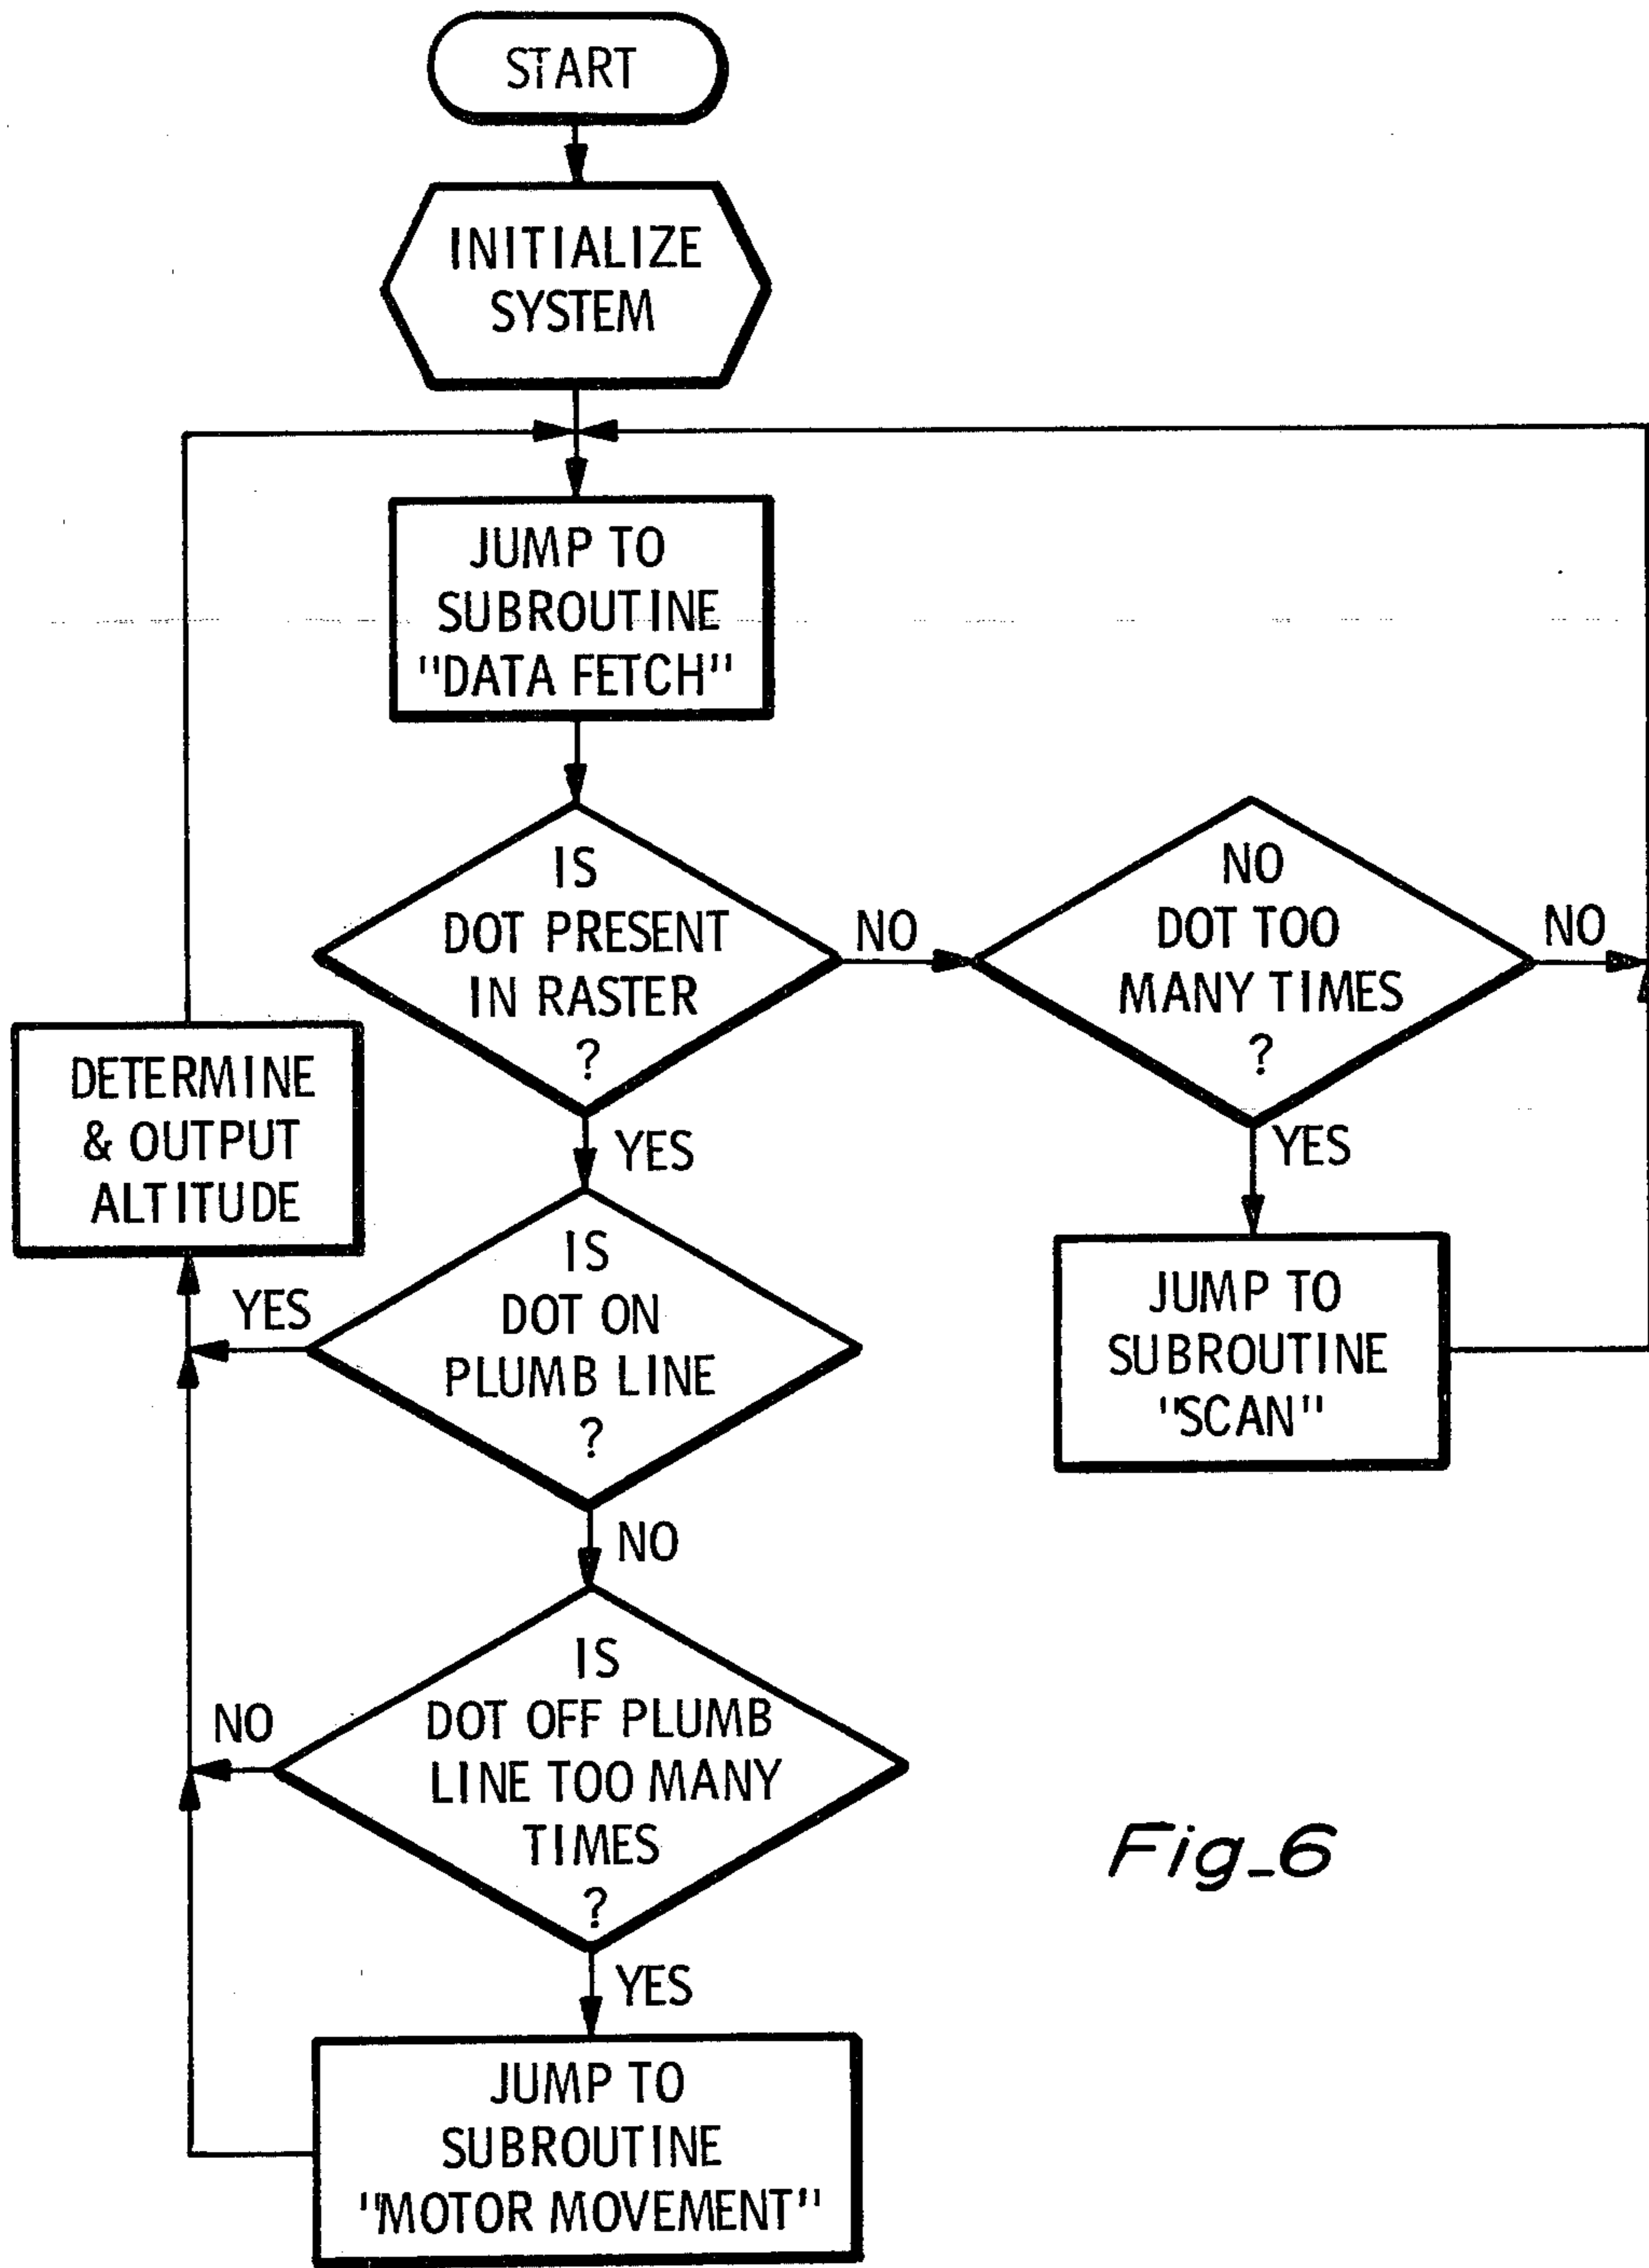 START
INITIALIZE
SYSTEM
JUMP TO
SUBROUTINE
"DATA FETCH"
IS
DOT PRESENT
IN RASTER
?
NO
NO
DOT TOO
MANY TIMES
?
NO
YES
JUMP TO
SUBROUTINE
"SCAN"
YES
DETERMINE
& OUTPUT
ALTITUDE
IS
DOT ON
PLUMB LINE
?
YES
NO
IS
DOT OFF PLUMB
LINE TOO MANY
TIMES
?
NO
YES
JUMP TO
SUBROUTINE
"MOTOR MOVEMENT"
Fig_6